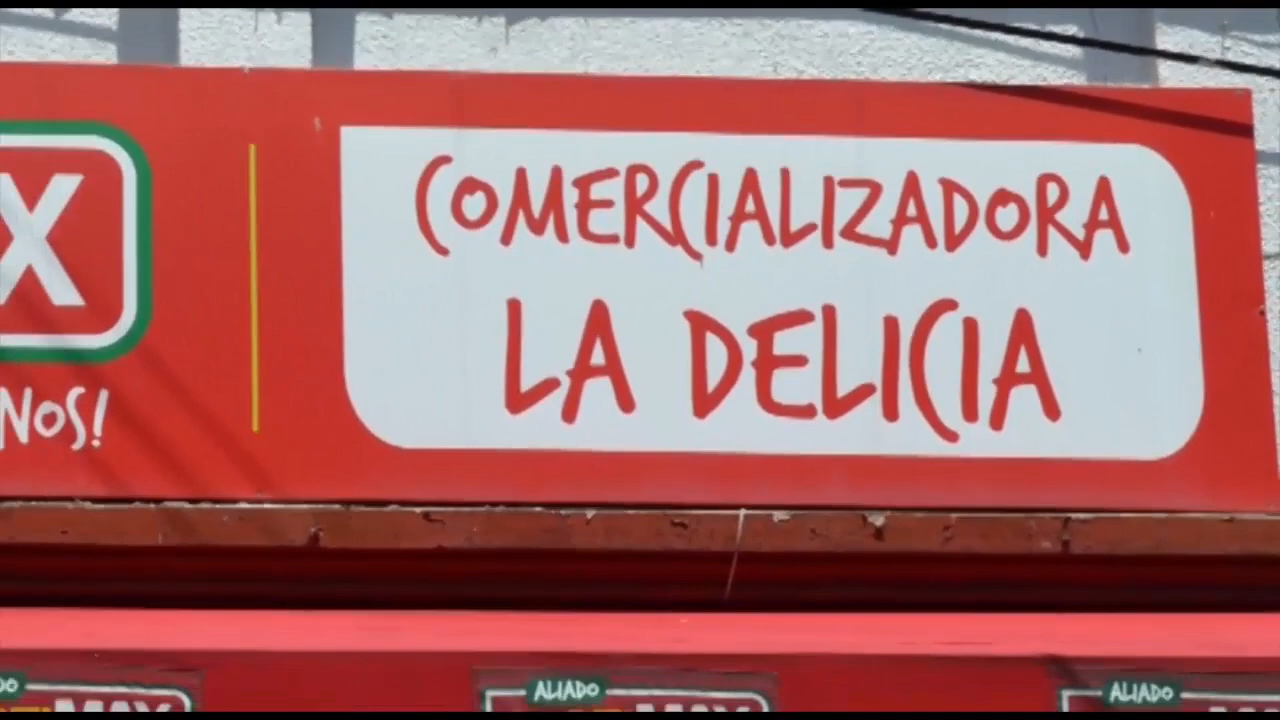 X
NOS!
COMERCIALIZADORA
LA DELICIA
ALIADO
ALIADO